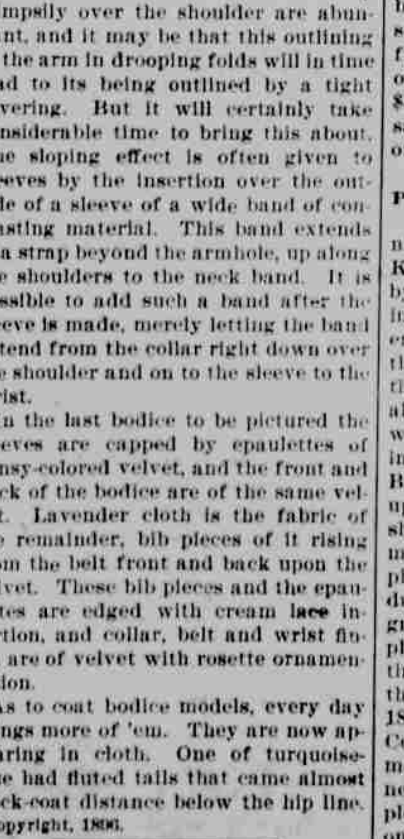 mpsily over the shoulder are abun-
nt, and it may be that this outlining
the arm in drooping folds will in time
ad to its being outlined by a tight
vering. But it will certainly take
nsiderable time to bring this about.
he sloping effect is often given to
eeves by the insertion over the out-
de of a sleeve of a wide band of con-
asting material. This band extends
a strap beyond the armhole, up along
e shoulders to the neck band. It is
ssible to add such a band after the
eeve is made, merely letting the band
tend from the collar right down over
e shoulder and on to the sleeve to the
rist.
n the last bodice to be pictured the
eeves are capped by epaulettes of
nsy-colored velvet, and the front and
ck of the bodice are of the same vel-
t. Lavender cloth is the fabric of
e remainder, bib pieces of it rising
om the belt front and back upon the
lvet. These bib pieces and the epau-
tes are edged with cream lace in-
rtion, and collar, belt and wrist fin-
are of velvet with rosette ornamen-
ion.
As to coat bodice models, every day
ngs more of 'em. They are now ap-
aring in cloth. One of turquoise-
e had fluted tails that came almost
ck-coat distance below the hip line.
opyright, 1896.